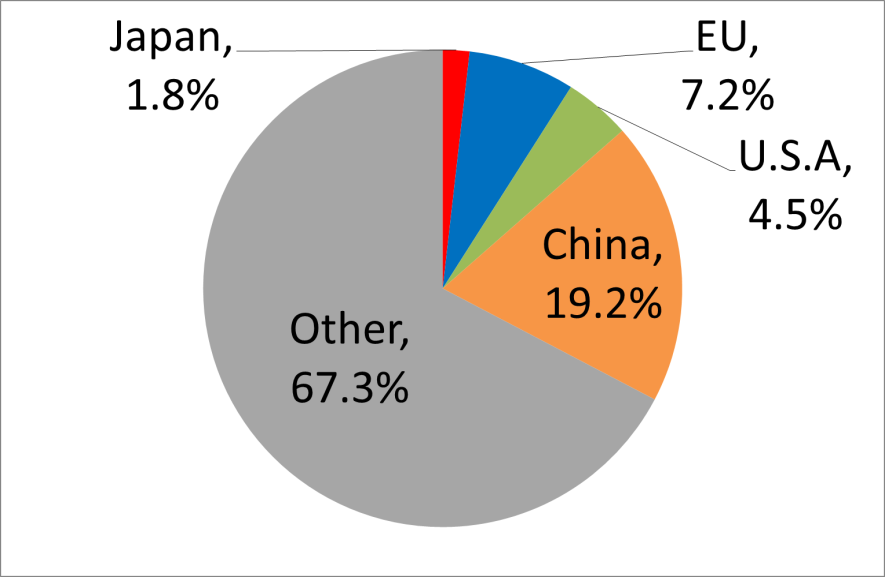 Japan,
1.8%
EU,
7.2%
U.S.A,
4.5%
China,
19.2%
Other,
67.3%